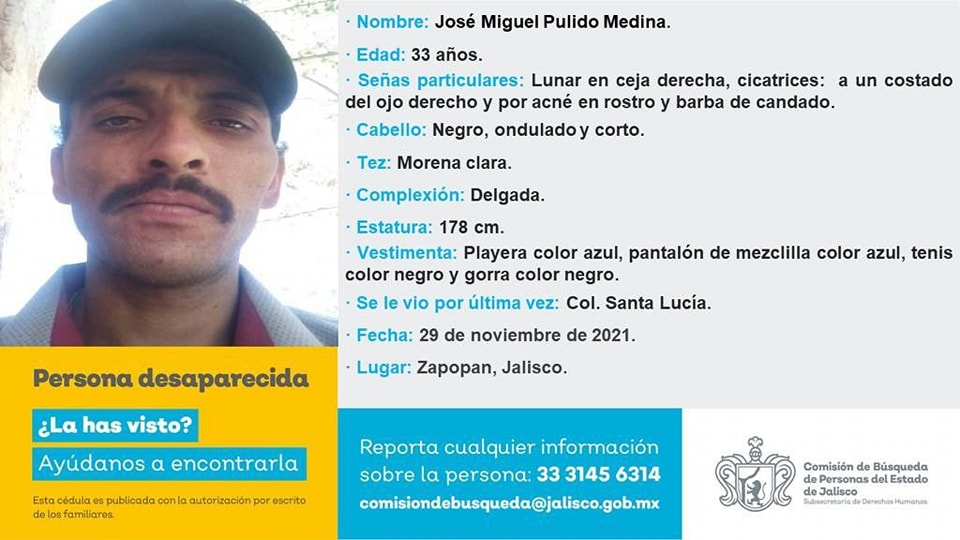 · Nombre: José Miguel Pulido Medina.
· Edad: 33 años.
· Señas particulares: Lunar en ceja derecha, cicatrices: a un costado
del ojo derecho y por acné en rostro y barba de candado.
· Cabello: Negro, ondulado y corto.
· Tez: Morena clara.
· Complexión: Delgada.
· Estatura: 178 cm.
· Vestimenta: Playera color azul, pantalón de mezclilla color azul, tenis
color negro y gorra color negro.
· Se le vio por última vez: Col. Santa Lucía.
· Fecha: 29 de noviembre de 2021.
· Lugar: Zapopan, Jalisco.
Persona desaparecida
¿La has visto?
Ayúdanos a encontrarla
Esta cédula es publicada con la autorización por escrito
de los familiares.
Reporta cualquier información
sobre la persona: 33 3145 6314
comisiondebusqueda@jalisco.gob.mx
Comisión de Búsqueda
de Personas del Estado
de Jalisco
Subsecretaría de Derechos Humanos